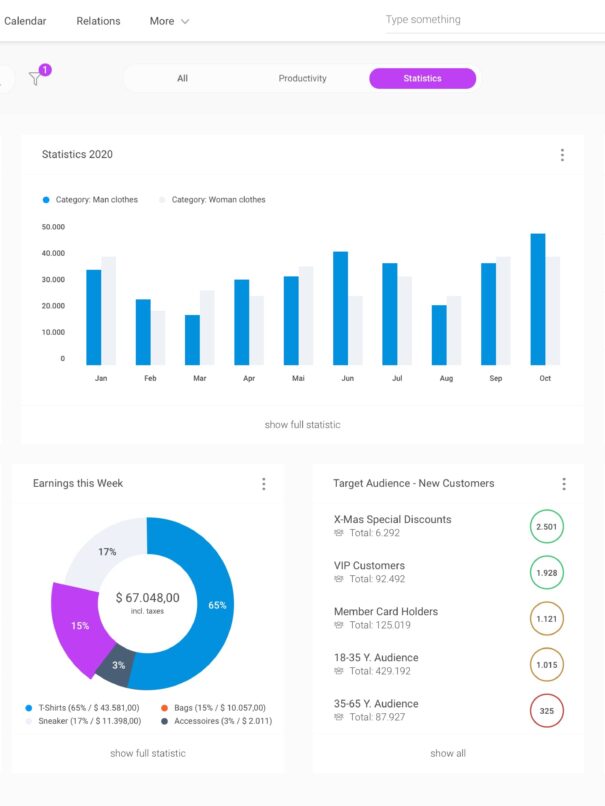 Calendar Relations More Type something
1
All Productivity Statistics
Statistics 2020
Category: Man clothes Category: Woman clothes
50.000
40.000
30.000
20.000
10.000
0
Jan Feb Mar Apr Mai Jun Jul Aug Sep Oct
show full statistic
Earnings this Week
17%
65%
15%
3%
$ 67.048,00
incl. taxes
T-Shirts (65% / $ 43.581,00) Bags (15% / $ 10.057,00)
Sneaker (17% / $ 11.398,00) Accessoires (3% / $ 2.011)
show full statistic
Target Audience - New Customers
X-Mas Special Discounts
Total: 6.292
2.501
VIP Customers
Total: 92.492
1.928
Member Card Holders
Total: 125.019
1.121
18-35 Y. Audience
Total: 429.192
1.015
35-65 Y. Audience
Total: 87.927
325
show all